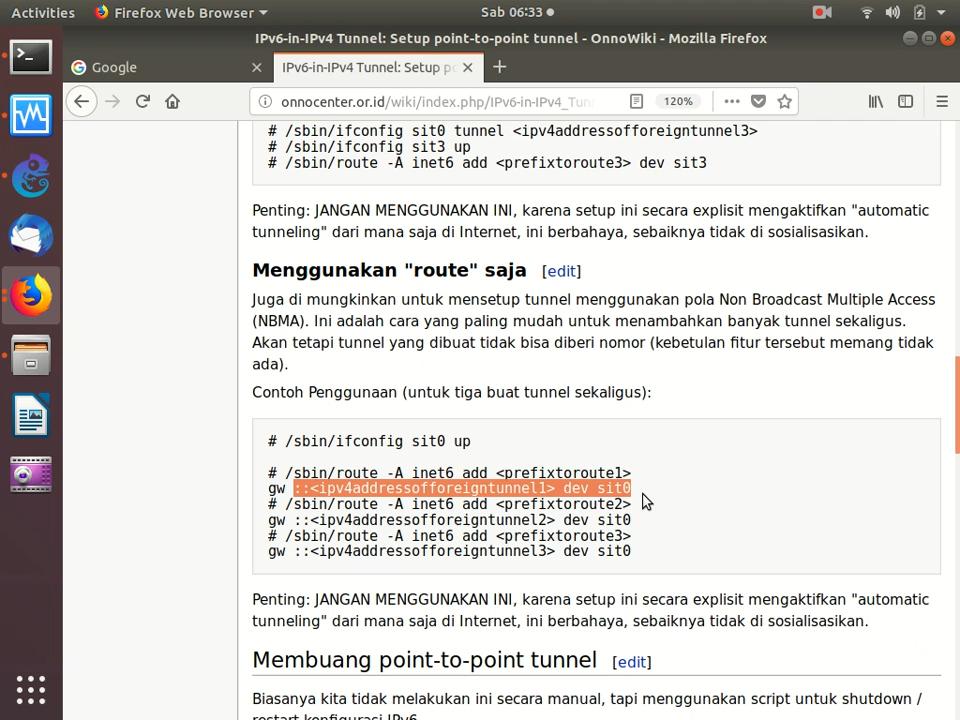 Activities
Firefox Web Browser
Sab 06:33
IPv6-in-IPv4 Tunnel: Setup point-to-point tunnel - OnnoWiki - Mozilla Firefox
Google
IPv6-in-IPv4 Tunnel: Setup po
onnocenter.or.id/wiki/index.php/IPv6-in-IPv4_Tun
120%
# /sbin/ifconfig sit0 tunnel <ipv4addressofforeigntunnel3>
# /sbin/ifconfig sit3 up
# /sbin/route -A inet6 add <prefixtoroute3> dev sit3
Penting: JANGAN MENGGUNAKAN INI, karena setup ini secara explisit mengaktifkan "automatic
tunneling" dari mana saja di Internet, ini berbahaya, sebaiknya tidak di sosialisasikan.
Menggunakan "route" saja [edit]
Juga di mungkinkan untuk mensetup tunnel menggunakan pola Non Broadcast Multiple Access
(NBMA). Ini adalah cara yang paling mudah untuk menambahkan banyak tunnel sekaligus.
Akan tetapi tunnel yang dibuat tidak bisa diberi nomor (kebetulan fitur tersebut memang tidak
ada).
Contoh Penggunaan (untuk tiga buat tunnel sekaligus):
# /sbin/ifconfig sit0 up
# /sbin/route -A inet6 add <prefixtoroute1>
gw ::<ipv4addressofforeigntunnel1> dev sit0
# /sbin/route -A inet6 add <prefixtoroute2>
gw ::<ipv4addressofforeigntunnel2> dev sit0
# /sbin/route -A inet6 add <prefixtoroute3>
gw ::<ipv4addressofforeigntunnel3> dev sit0
Penting: JANGAN MENGGUNAKAN INI, karena setup ini secara explisit mengaktifkan "automatic
tunneling" dari mana saja di Internet, ini berbahaya, sebaiknya tidak di sosialisasikan.
Membuang point-to-point tunnel [edit]
Biasanya kita tidak melakukan ini secara manual, tapi menggunakan script untuk shutdown /
restart konfigurasi IPv6